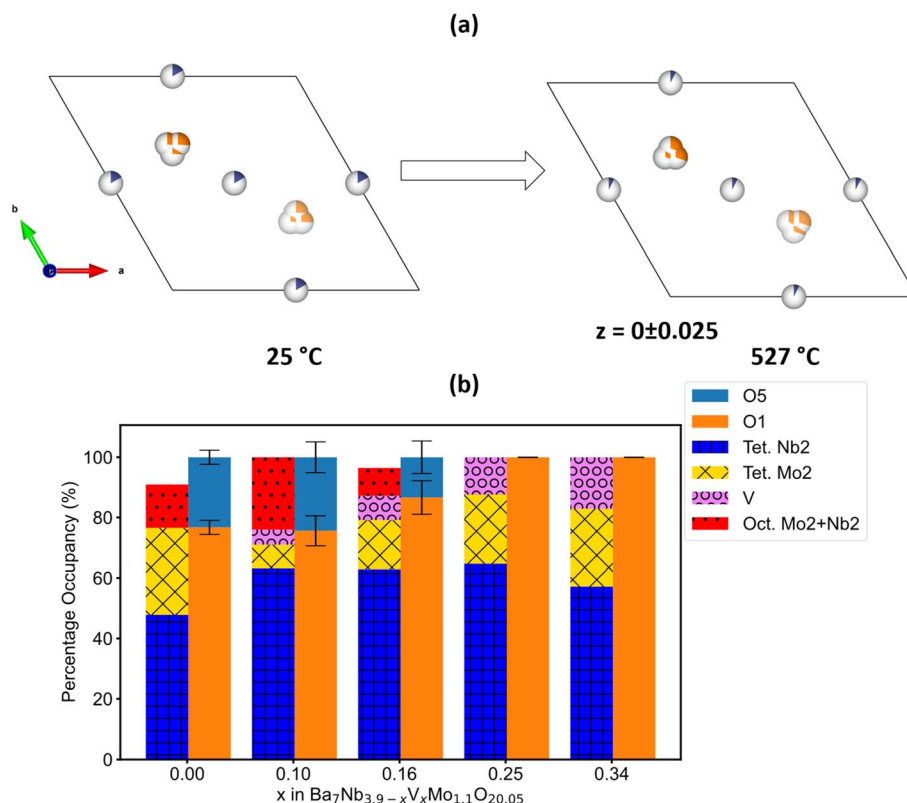 (a)
b
a
z = 0±0.025
25 °C
527 °C
(b)
O5
O1
Tet. Nb2
Tet. Mo2
V
Oct. Mo2+Nb2
Percentage Occupancy (%)
100
80
60
40
20
0
0.00 0.10 0.16 0.25 0.34
x in Ba₇Nb₃.₉₋ₓVₓMo₁.₁O₂₀.₀₅